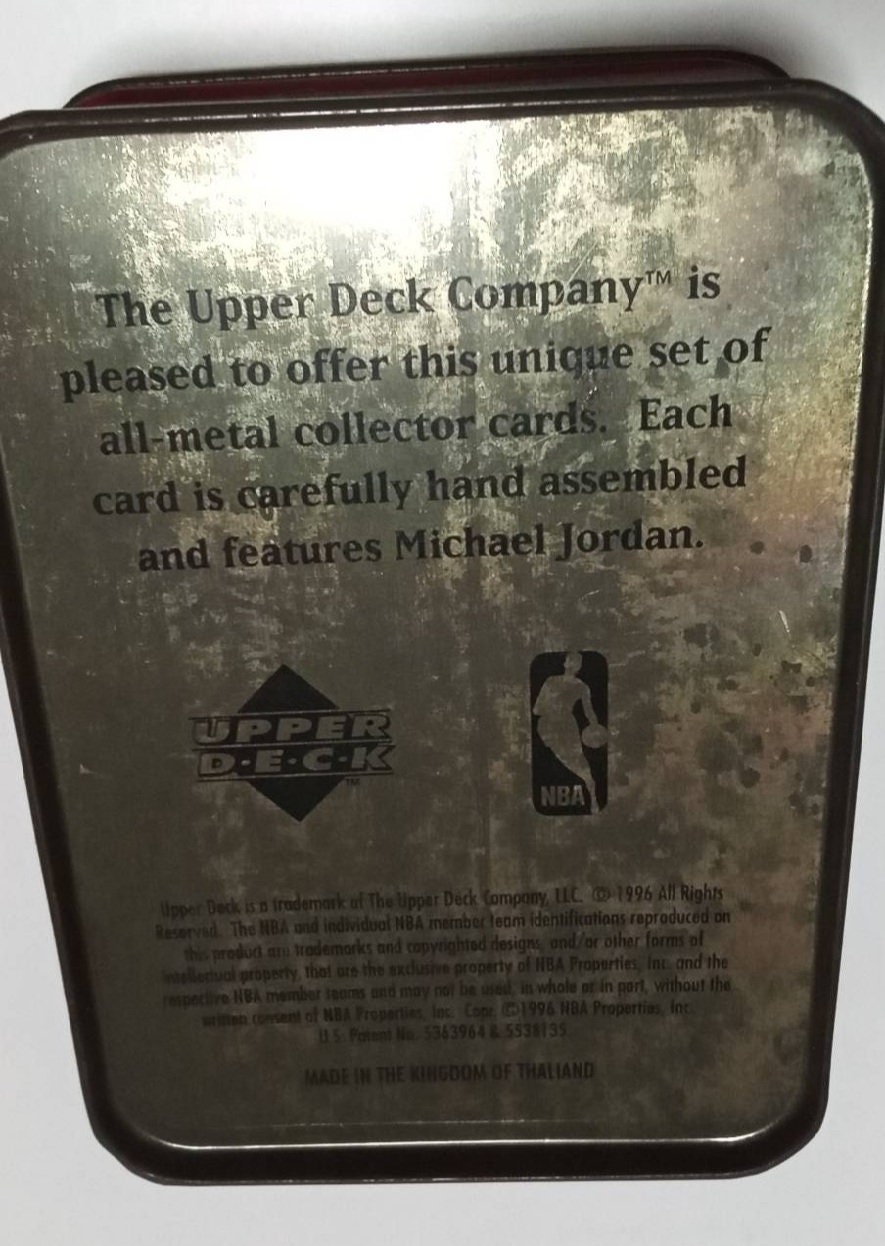 The Upper Deck Company™ is
pleased to offer this unique set of
all-metal collector cards. Each
card is carefully hand assembled
and features Michael Jordan.
UPPER
D·E·C·K
™
NBA
Upper Deck is a trademark of The Upper Deck Company, LLC. © 1996 All Rights
Reserved. The NBA and individual NBA member team identifications reproduced on
this product are trademarks and copyrighted designs, and/or other forms of
intellectual property, that are the exclusive property of NBA Properties, Inc. and the
respective NBA member teams and may not be used, in whole or in part, without the
written consent of NBA Properties, Inc. Copr. ©1996 NBA Properties, Inc.
U.S. Patent No. 5363964 & 5538135
MADE IN THE KINGDOM OF THAILAND